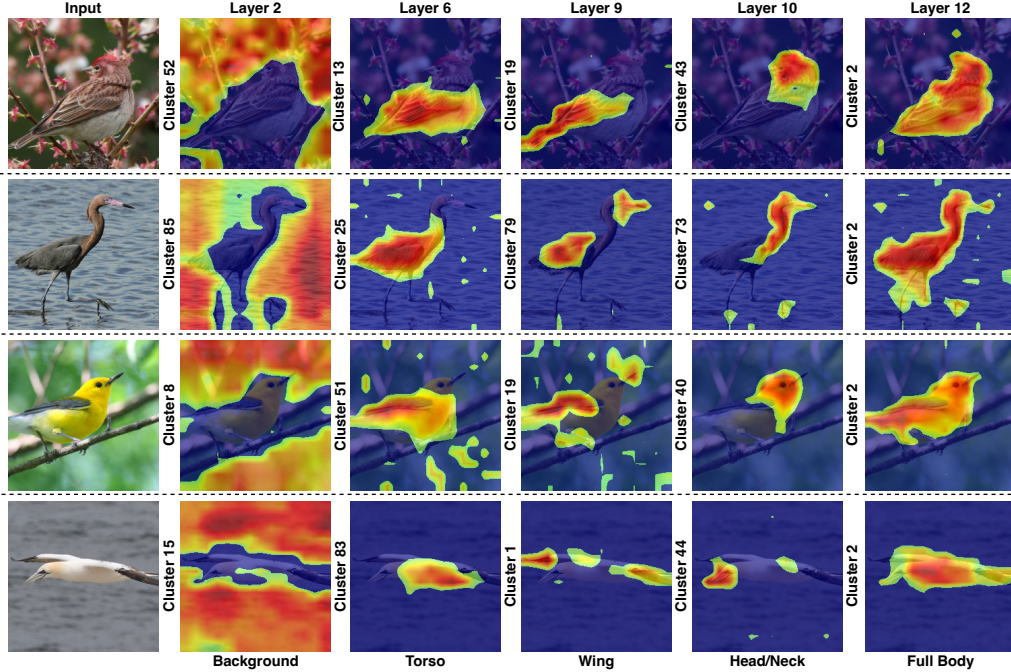 Input Layer 2 Layer 6 Layer 9 Layer 10 Layer 12
Cluster 52 Cluster 13 Cluster 19 Cluster 43 Cluster 2
Cluster 85 Cluster 25 Cluster 79 Cluster 73 Cluster 2
Cluster 8 Cluster 51 Cluster 19 Cluster 40 Cluster 2
Cluster 15 Cluster 83 Cluster 1 Cluster 44 Cluster 2
Background Torso Wing Head/Neck Full Body